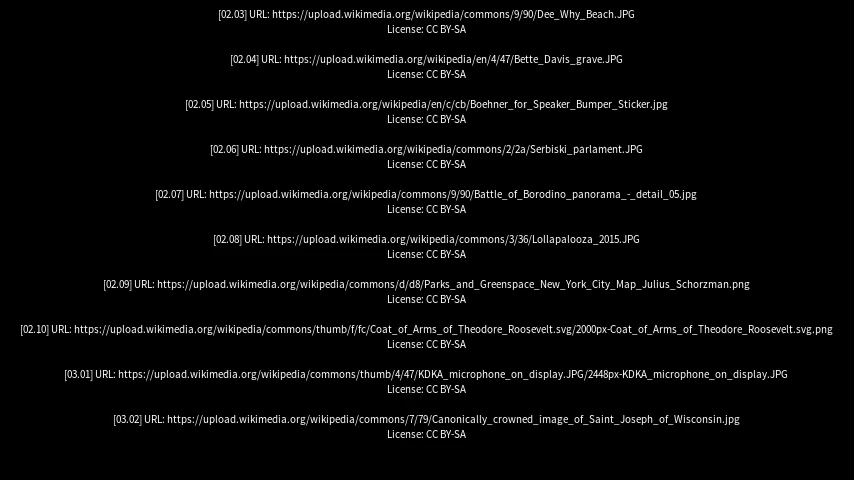 [02.03] URL: https://upload.wikimedia.org/wikipedia/commons/9/90/Dee_Why_Beach.JPG
License: CC BY-SA
[02.04] URL: https://upload.wikimedia.org/wikipedia/en/4/47/Bette_Davis_grave.JPG
License: CC BY-SA
[02.05] URL: https://upload.wikimedia.org/wikipedia/en/c/cb/Boehner_for_Speaker_Bumper_Sticker.jpg
License: CC BY-SA
[02.06] URL: https://upload.wikimedia.org/wikipedia/commons/2/2a/Serbiski_parlament.JPG
License: CC BY-SA
[02.07] URL: https://upload.wikimedia.org/wikipedia/commons/9/90/Battle_of_Borodino_panorama_-_detail_05.jpg
License: CC BY-SA
[02.08] URL: https://upload.wikimedia.org/wikipedia/commons/3/36/Lollapalooza_2015.JPG
License: CC BY-SA
[02.09] URL: https://upload.wikimedia.org/wikipedia/commons/d/d8/Parks_and_Greenspace_New_York_City_Map_Julius_Schorzman.png
License: CC BY-SA
[02.10] URL: https://upload.wikimedia.org/wikipedia/commons/thumb/f/fc/Coat_of_Arms_of_Theodore_Roosevelt.svg/2000px-Coat_of_Arms_of_Theodore_Roosevelt.svg.png
License: CC BY-SA
[03.01] URL: https://upload.wikimedia.org/wikipedia/commons/thumb/4/47/KDKA_microphone_on_display.JPG/2448px-KDKA_microphone_on_display.JPG
License: CC BY-SA
[03.02] URL: https://upload.wikimedia.org/wikipedia/commons/7/79/Canonically_crowned_image_of_Saint_Joseph_of_Wisconsin.jpg
License: CC BY-SA